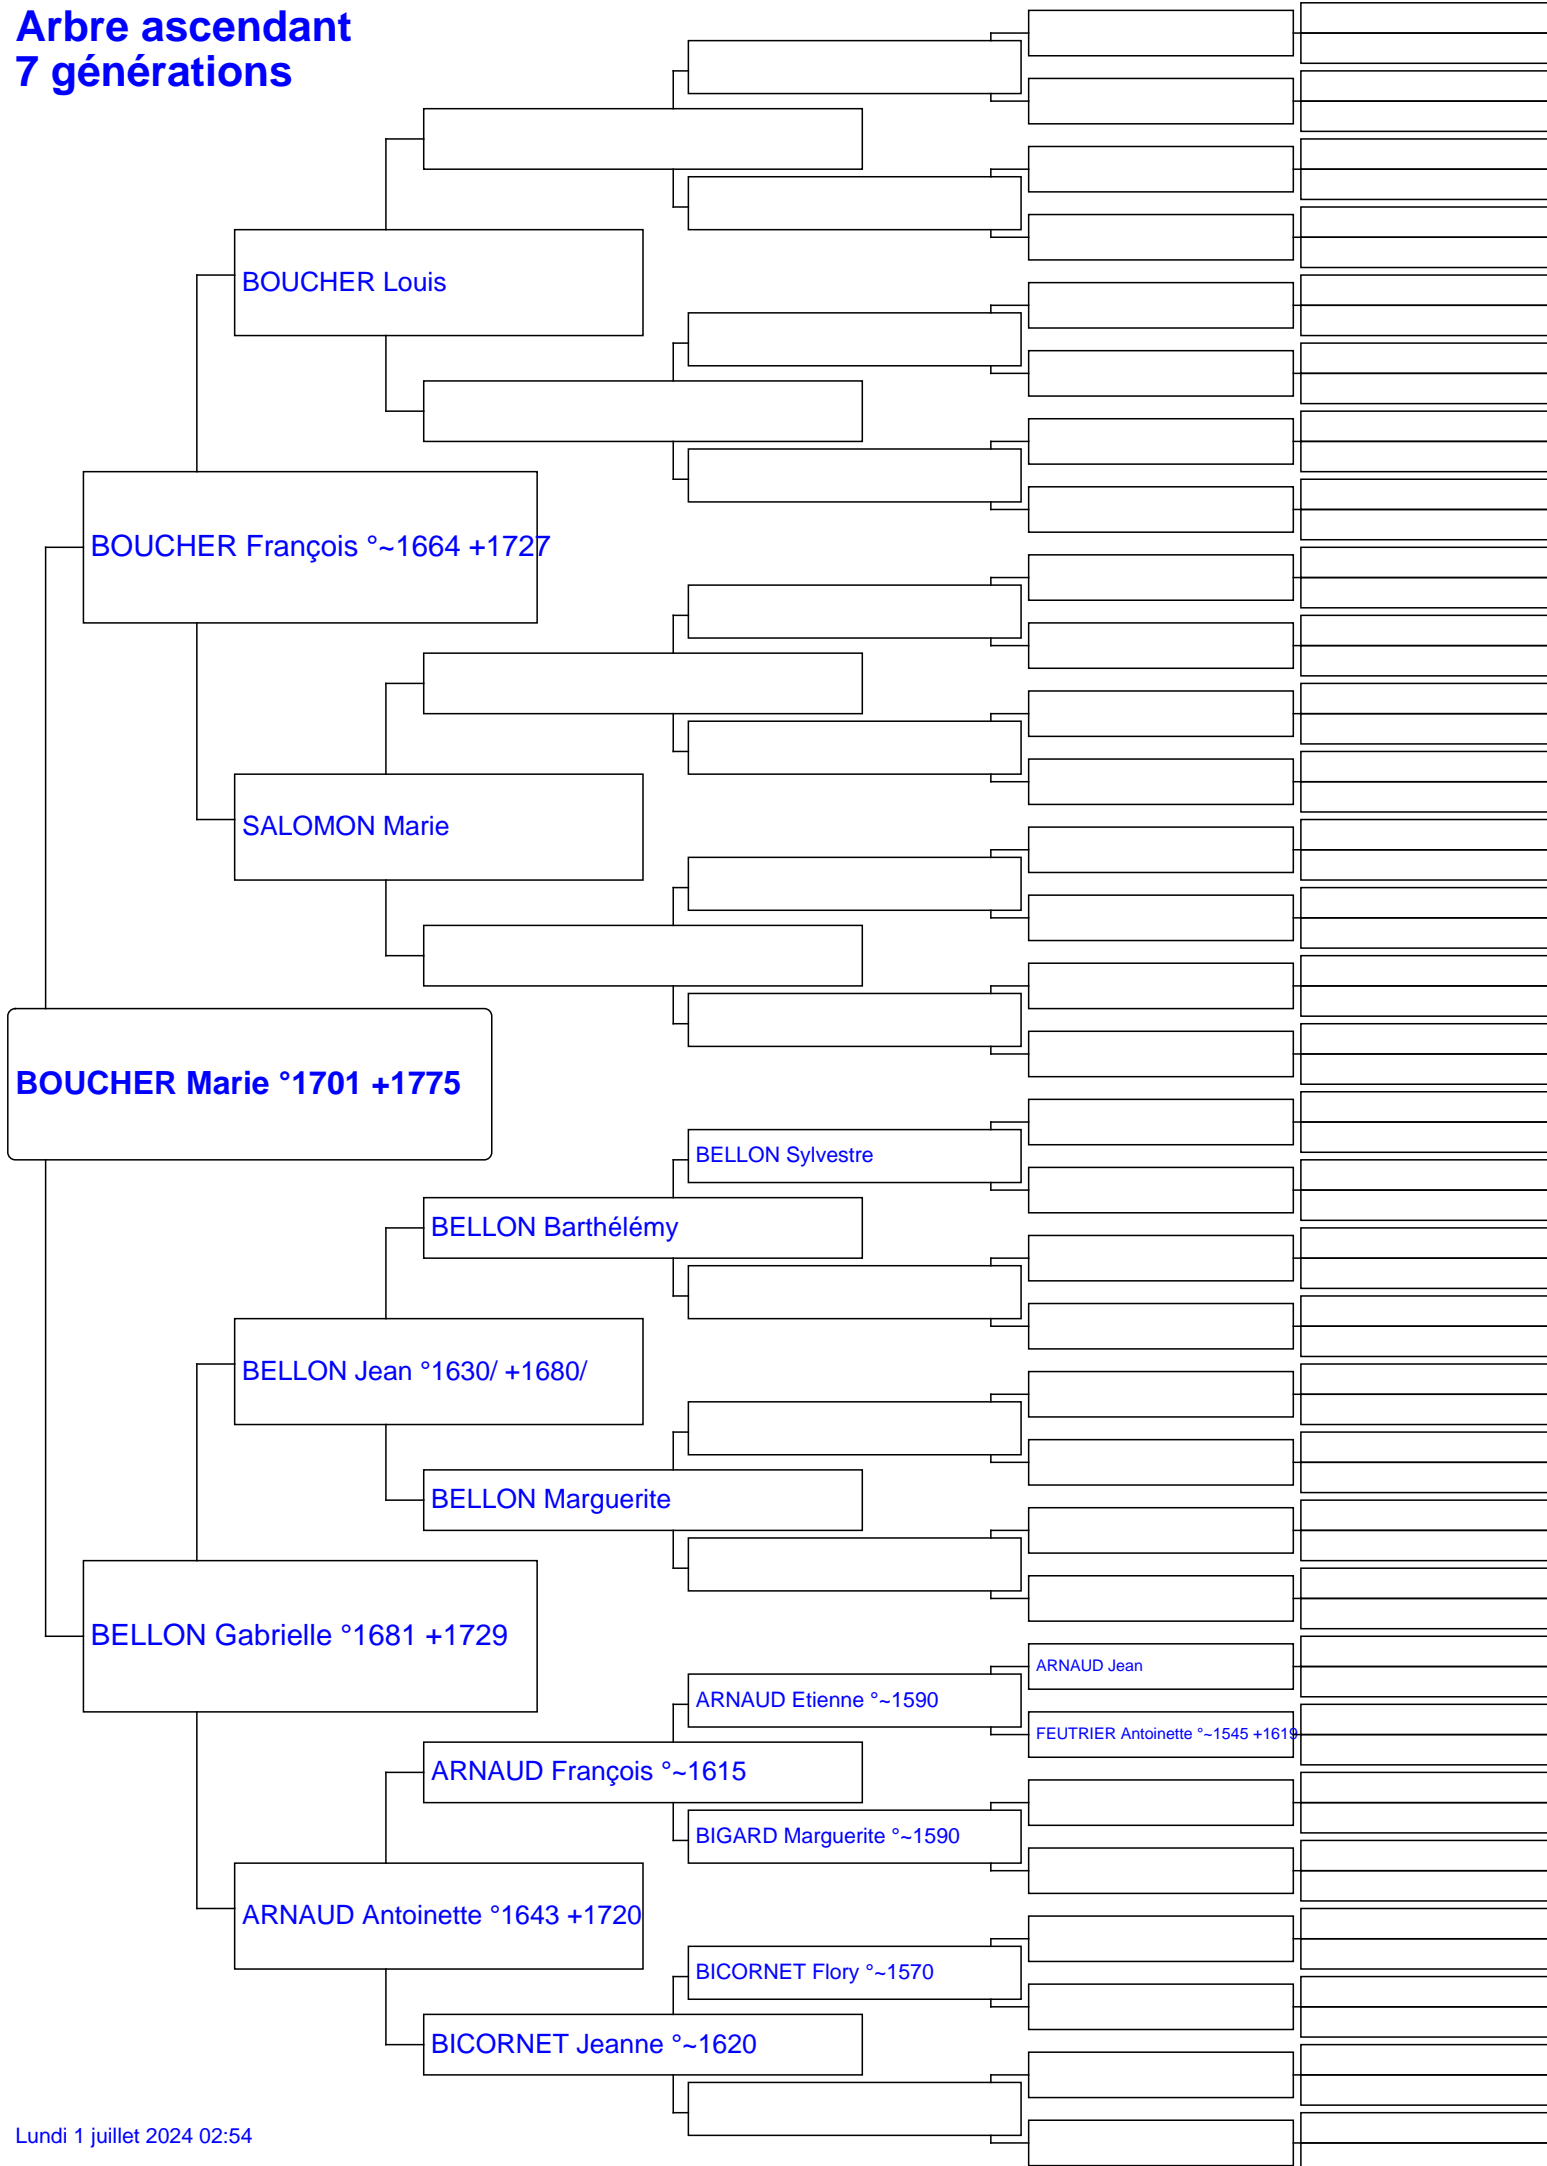 Arbre ascendant
7 générations
BOUCHER Louis
BOUCHER François °~1664 +1727
SALOMON Marie
BOUCHER Marie °1701 +1775
BELLON Sylvestre
BELLON Barthélémy
BELLON Jean °1630/ +1680/
BELLON Marguerite
BELLON Gabrielle °1681 +1729
ARNAUD Jean
ARNAUD Etienne °~1590
FEUTRIER Antoinette °~1545 +1619
ARNAUD François °~1615
BIGARD Marguerite °~1590
ARNAUD Antoinette °1643 +1720
BICORNET Flory °~1570
BICORNET Jeanne °~1620
Lundi 1 juillet 2024 02:54